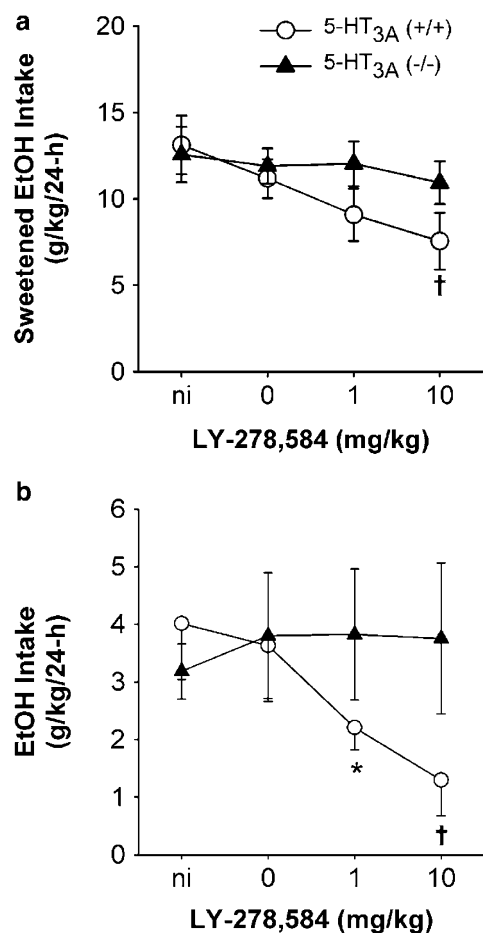 a
5-HT3A (+/+)
5-HT3A (-/-)
20
15
10
5
0
Sweetened EtOH Intake
(g/kg/24-h)
†
ni 0 1 10
LY-278,584 (mg/kg)
b
6
5
4
3
2
1
0
EtOH Intake
(g/kg/24-h)
*
†
ni 0 1 10
LY-278,584 (mg/kg)